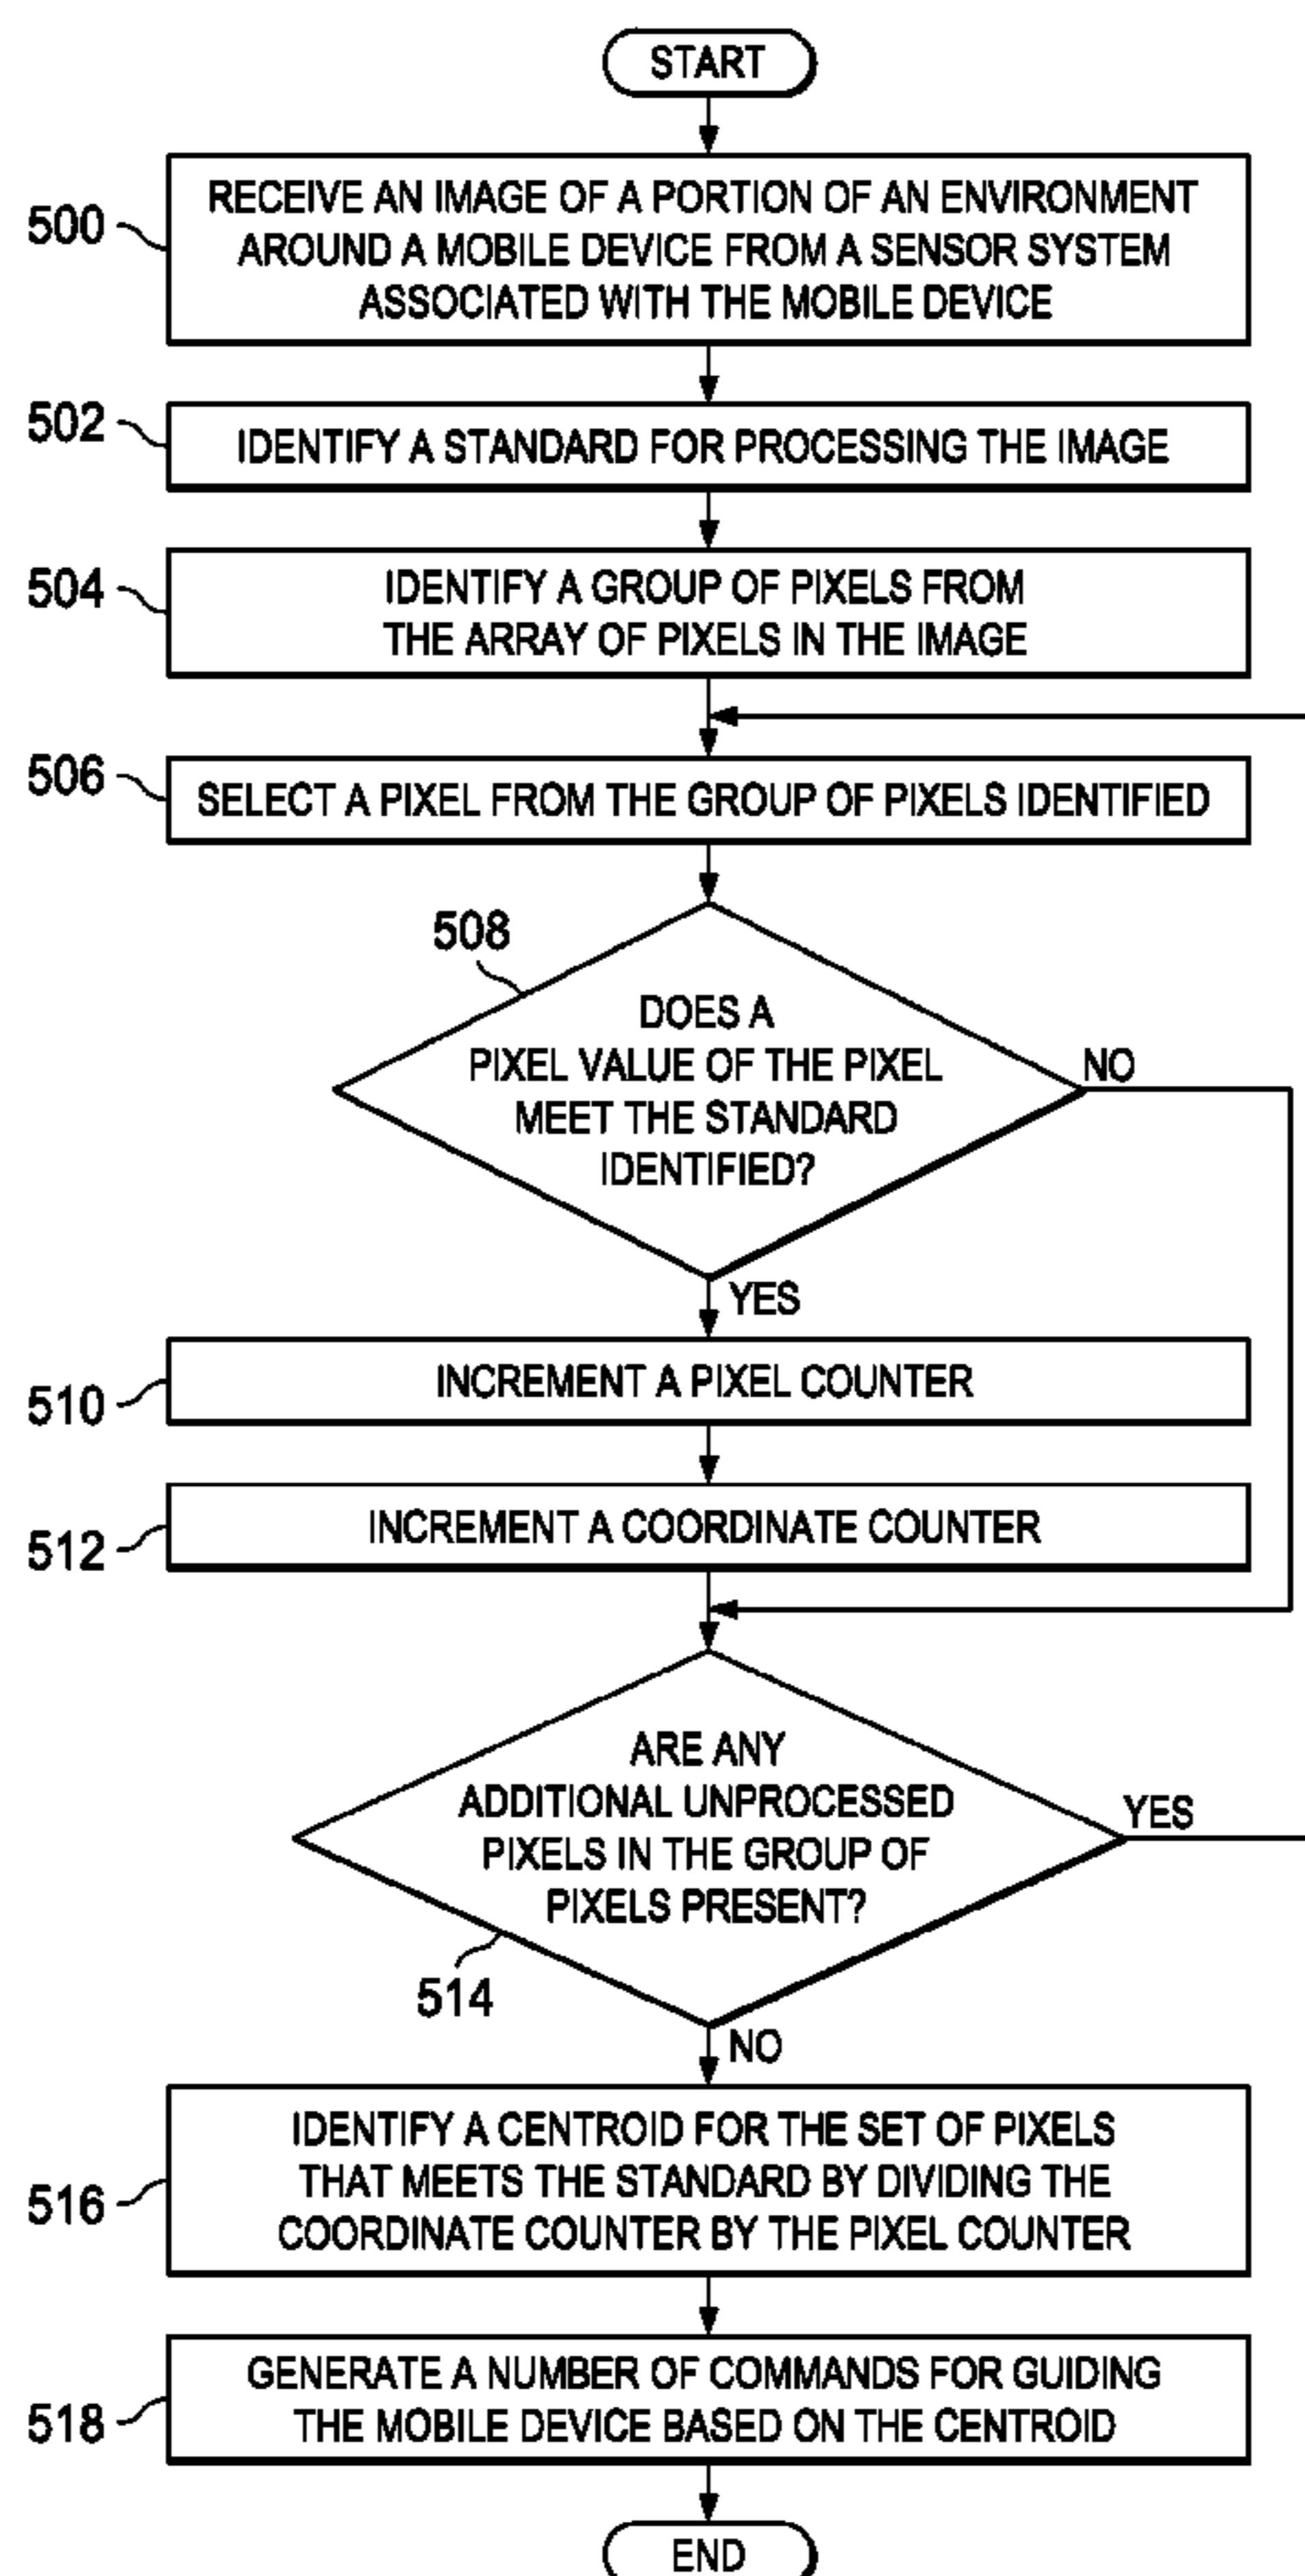 START
500
RECEIVE AN IMAGE OF A PORTION OF AN ENVIRONMENT
AROUND A MOBILE DEVICE FROM A SENSOR SYSTEM
ASSOCIATED WITH THE MOBILE DEVICE
502
IDENTIFY A STANDARD FOR PROCESSING THE IMAGE
504
IDENTIFY A GROUP OF PIXELS FROM
THE ARRAY OF PIXELS IN THE IMAGE
506
SELECT A PIXEL FROM THE GROUP OF PIXELS IDENTIFIED
508
DOES A
PIXEL VALUE OF THE PIXEL
MEET THE STANDARD
IDENTIFIED?
NO
YES
510
INCREMENT A PIXEL COUNTER
512
INCREMENT A COORDINATE COUNTER
ARE ANY
ADDITIONAL UNPROCESSED
PIXELS IN THE GROUP OF
PIXELS PRESENT?
YES
514
NO
516
IDENTIFY A CENTROID FOR THE SET OF PIXELS
THAT MEETS THE STANDARD BY DIVIDING THE
COORDINATE COUNTER BY THE PIXEL COUNTER
518
GENERATE A NUMBER OF COMMANDS FOR GUIDING
THE MOBILE DEVICE BASED ON THE CENTROID
END